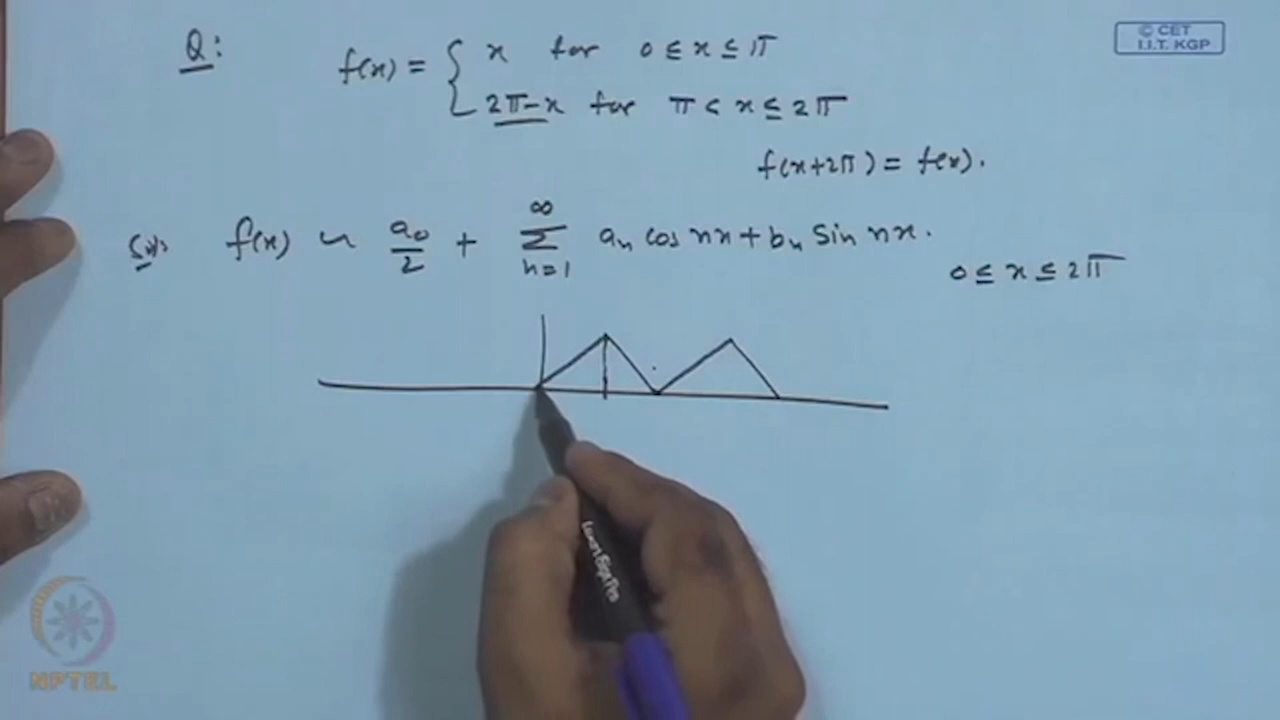 © CET
I.I.T. KGP
Q:
f(x) = { x for 0 ≤ x ≤ π
2π-x for π < x ≤ 2π
f(x+2π) = f(x).
Sol: f(x) ~ a₀/2 + ∑_{n=1}^{∞} aₙ cos nx + bₙ sin nx.
0 ≤ x ≤ 2π
NPTEL